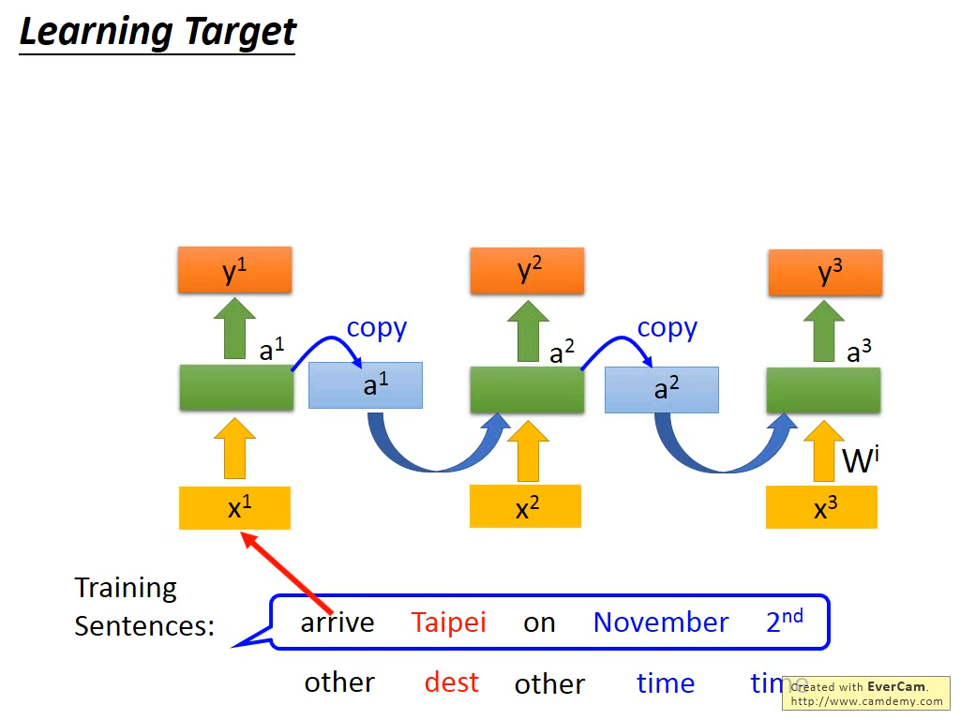 Learning Target
y¹ y² y³
copy copy
a¹ a² a³
a¹ a²
Wⁱ
x¹ x² x³
Training
Sentences:
arrive Taipei on November 2nd
other dest other time time
Created with EverCam.
http://www.camdemy.com